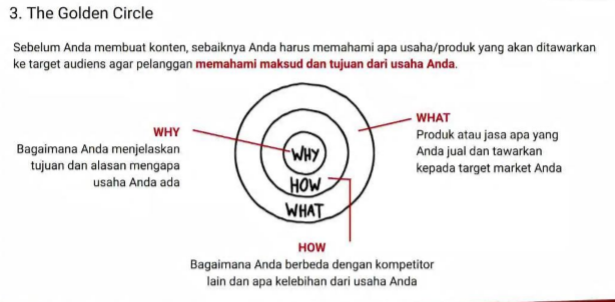 3. The Golden Circle
Sebelum Anda membuat konten, sebaiknya Anda harus memahami apa usaha/produk yang akan ditawarkan
ke target audiens agar pelanggan memahami maksud dan tujuan dari usaha Anda.
WHY
Bagaimana Anda menjelaskan
tujuan dan alasan mengapa
usaha Anda ada
WHY
HOW
WHAT
WHAT
Produk atau jasa apa yang
Anda jual dan tawarkan
kepada target market Anda
HOW
Bagaimana Anda berbeda dengan kompetitor
lain dan apa kelebihan dari usaha Anda